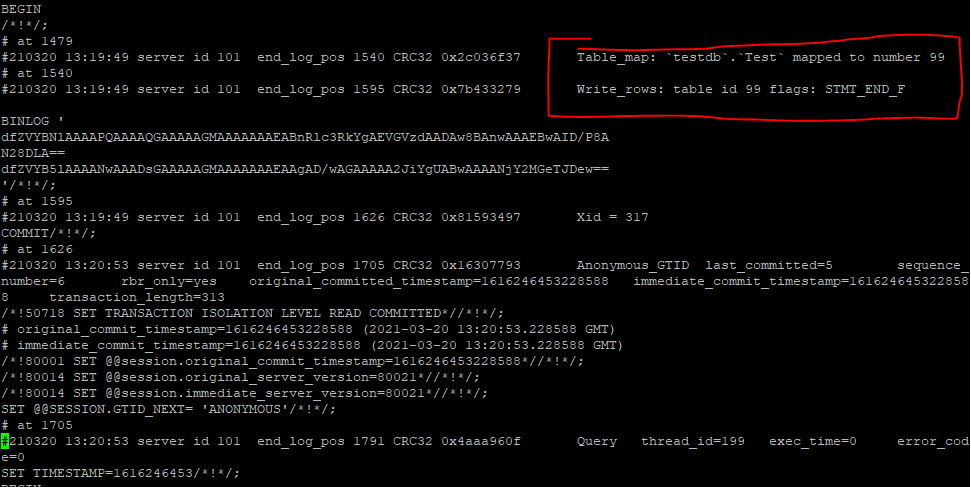 BEGIN
/*!*/;
# at 1479
#210320 13:19:49 server id 101  end_log_pos 1540 CRC32 0x2c036f37       Table_map: `testdb`.`Test` mapped to number 99
# at 1540
#210320 13:19:49 server id 101  end_log_pos 1595 CRC32 0x7b433279       Write_rows: table id 99 flags: STMT_END_F
BINLOG '
dfZVYBNlAAAAPQAAAAQGAAAAAGMAAAAAAAEABnRlc3RkYgAEVGVzdAADAw8BAnwAAAEBwAID/P8A
N28DLA==
dfZVYB5lAAAANwAAADsGAAAAAGMAAAAAAAEAAgAD/wAGAAAAA2JiYgUABwAAAANjY2MGeTJDew==
'/*!*/;
# at 1595
#210320 13:19:49 server id 101  end_log_pos 1626 CRC32 0x81593497       Xid = 317
COMMIT/*!*/;
# at 1626
#210320 13:20:53 server id 101  end_log_pos 1705 CRC32 0x16307793       Anonymous_GTID  last_committed=5        sequence_
number=6        rbr_only=yes    original_committed_timestamp=1616246453228588   immediate_commit_timestamp=161624645322858
8     transaction_length=313
/*!50718 SET TRANSACTION ISOLATION LEVEL READ COMMITTED*//*!*/;
# original_commit_timestamp=1616246453228588 (2021-03-20 13:20:53.228588 GMT)
# immediate_commit_timestamp=1616246453228588 (2021-03-20 13:20:53.228588 GMT)
/*!80001 SET @@session.original_commit_timestamp=1616246453228588*//*!*/;
/*!80014 SET @@session.original_server_version=80021*//*!*/;
/*!80014 SET @@session.immediate_server_version=80021*//*!*/;
SET @@SESSION.GTID_NEXT= 'ANONYMOUS'/*!*/;
# at 1705
#210320 13:20:53 server id 101  end_log_pos 1791 CRC32 0x4aaa960f       Query   thread_id=199   exec_time=0     error_cod
e=0
SET TIMESTAMP=1616246453/*!*/;